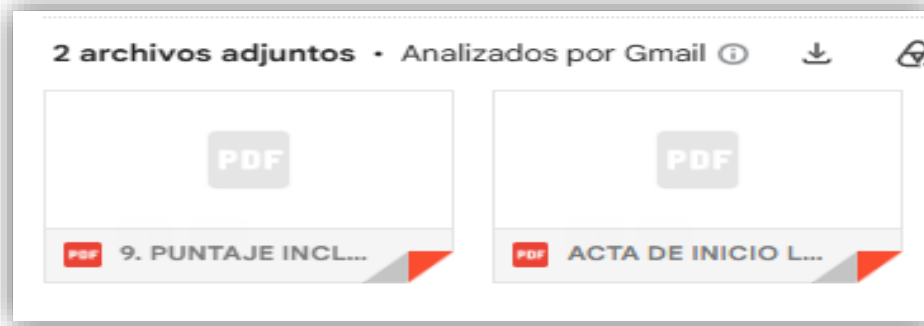 2 archivos adjuntos • Analizados por Gmail
PDF PDF
PDF 9. PUNTAJE INCL... PDF ACTA DE INICIO L...